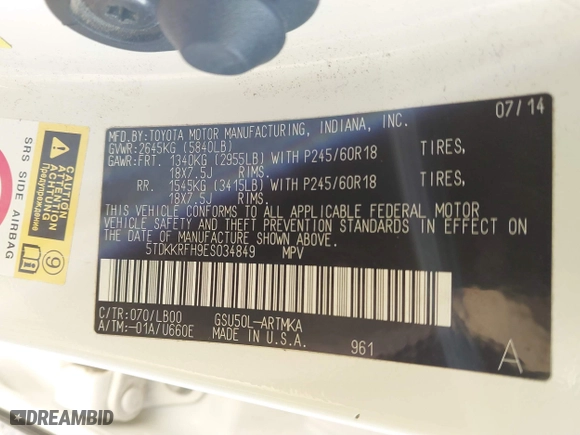 07/14
MFD.BY:TOYOTA MOTOR MANUFACTURING, INDIANA, INC.
GVWR:2645KG (5840LB)
GAWR:FRT. 1340KG (2955LB) WITH P245/60R18 TIRES,
18X7.5J RIMS.
RR. 1545KG (3415LB) WITH P245/60R18 TIRES,
18X7.5J RIMS.
THIS VEHICLE CONFORMS TO ALL APPLICABLE FEDERAL MOTOR
VEHICLE SAFETY AND THEFT PREVENTION STANDARDS IN EFFECT ON
THE DATE OF MANUFACTURE SHOWN ABOVE.
5TDKKRFH9ES034849 MPV
C/TR:070/LB00 GSU50L-ARTMKA
A/TM:-01A/U660E MADE IN U.S.A. 961 A
SRS SIDE AIRBAG
CAUTION
ATTENTION
ACHTUNG
Предупреждение
9
DREAMBID